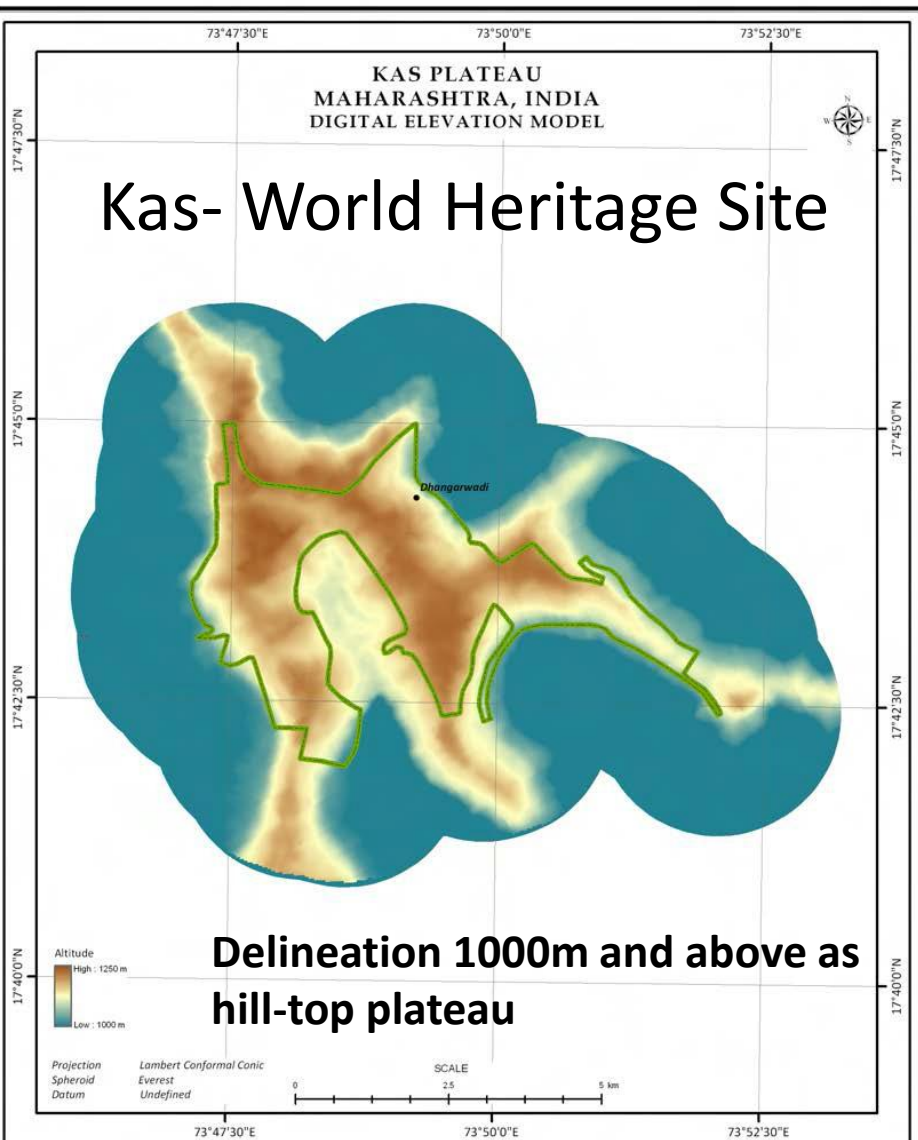 73°47'30"E 73°50'0"E 73°52'30"E
KAS PLATEAU
MAHARASHTRA, INDIA
DIGITAL ELEVATION MODEL
N
W E
S
17°47'30"N 17°47'30"N
Kas- World Heritage Site
17°45'0"N 17°45'0"N
Dhangarwadi
17°42'30"N 17°42'30"N
Delineation 1000m and above as
hill-top plateau
Altitude
High : 1250 m
Low : 1000 m
17°40'0"N 17°40'0"N
Projection Lambert Conformal Conic
Spheroid Everest
Datum Undefined
SCALE
0 2.5 5 km
73°47'30"E 73°50'0"E 73°52'30"E